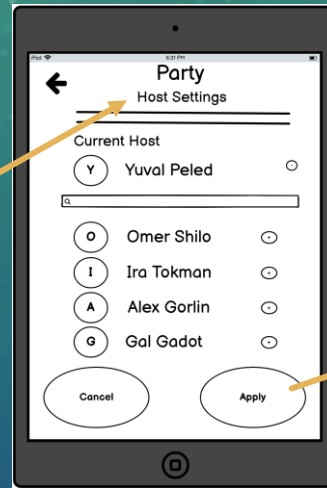 iPad
5:31 PM
Party
Host Settings
Current Host
Y Yuval Peled
O Omer Shilo
I Ira Tokman
A Alex Gorlin
G Gal Gadot
Cancel
Apply